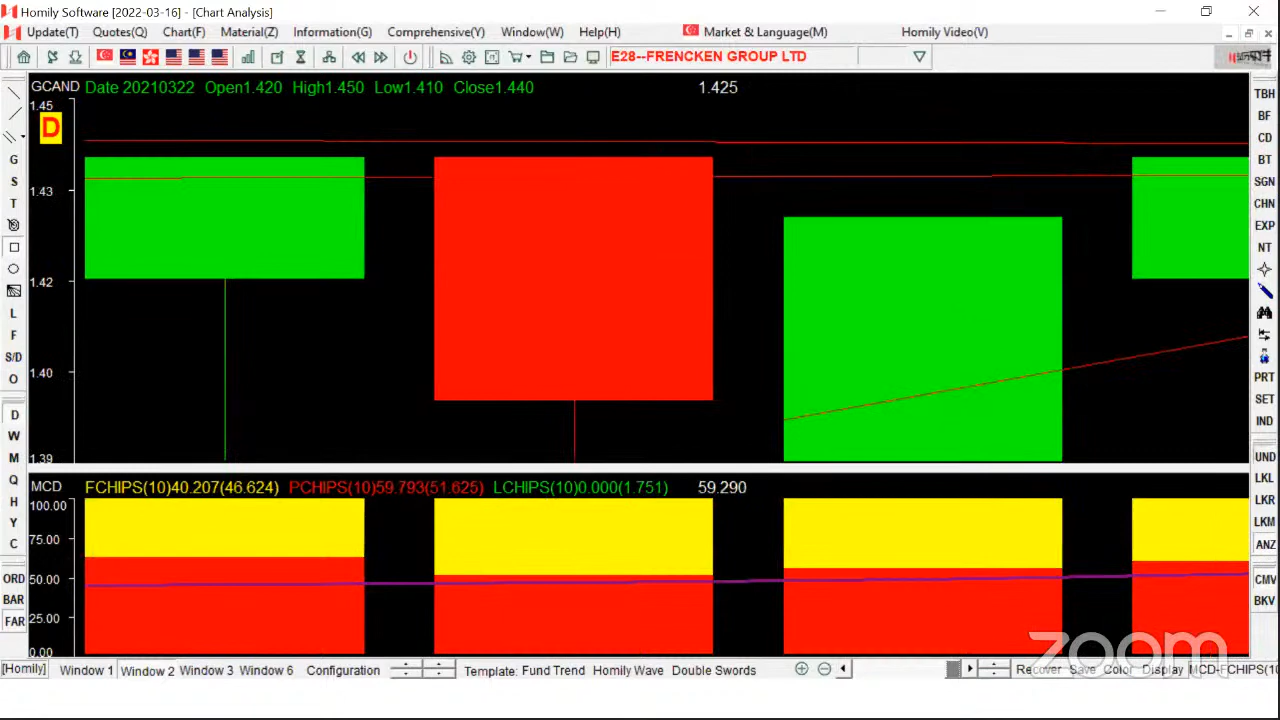 Homily Software [2022-03-16] - [Chart Analysis]
Update(T) Quotes(Q) Chart(F) Material(Z) Information(G) Comprehensive(Y) Window(W) Help(H) Market & Language(M) Homily Video(V)
E28--FRENCKEN GROUP LTD
GCAND Date 20210322 Open1.420 High1.450 Low1.410 Close1.440 1.425
1.45
D
1.43
1.42
1.40
1.39
MCD FCHIPS(10)40.207(46.624) PCHIPS(10)59.793(51.625) LCHIPS(10)0.000(1.751) 59.290
100.00
75.00
50.00
25.00
0.00
G
S
T
L
F
S/D
O
D
W
M
Q
H
Y
C
ORD
BAR
FAR
TBH
BF
CD
BT
SGN
CHN
EXP
NT
PRT
SET
IND
UND
LKL
LKR
LKM
ANZ
CMV
BKV
zoom
[Homily] Window 1 Window 2 Window 3 Window 6 Configuration Template: Fund Trend Homily Wave Double Swords Recover Save Color Display MCD-FCHIPS(10